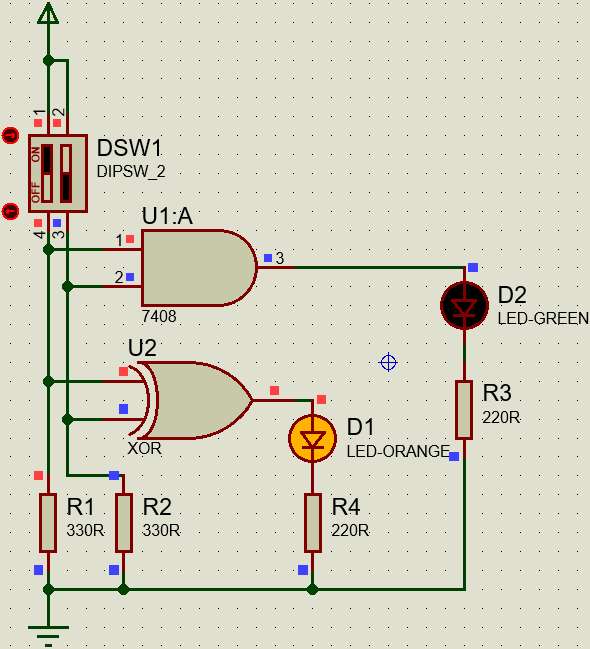 1 2
ON
OFF
DSW1
DIPSW_2
4 3
U1:A
1
2
3
7408
D2
LED-GREEN
U2
XOR
D1
LED-ORANGE
R3
220R
R1
330R
R2
330R
R4
220R